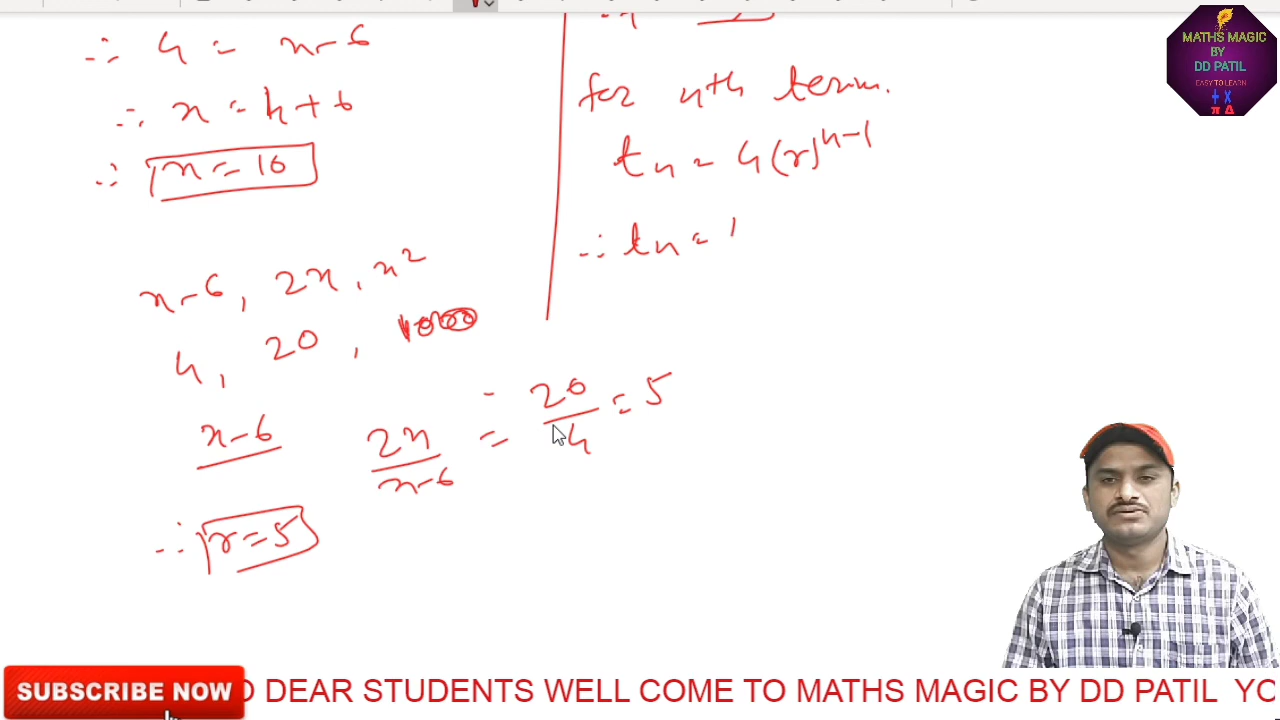 ∴ 4 = x-6
∴ x = 4+6
∴ x = 10
x-6, 2x, x²
4, 20,
x-6
2x/x-6 = 20/4 = 5
∴ r = 5
for nth term.
tn = 4(r)^n-1
∴ tn =
MATHS MAGIC
BY
DD PATIL
EASY TO LEARN
+ X
π Δ
SUBSCRIBE NOW
D DEAR STUDENTS WELL COME TO MATHS MAGIC BY DD PATIL YO